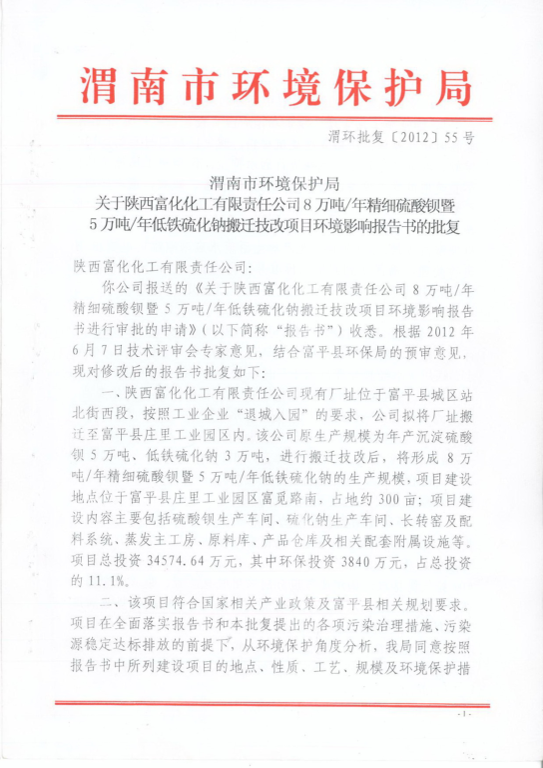 渭南市环境保护局
渭环批复〔2012〕55号
渭南市环境保护局
关于陕西富化化工有限责任公司8万吨/年精细硫酸钡暨
5万吨/年低铁硫化钠搬迁技改项目环境影响报告书的批复
陕西富化化工有限责任公司:
你公司报送的《关于陕西富化化工有限责任公司8万吨/年
精细硫酸钡暨5万吨/年低铁硫化钠搬迁技改项目环境影响报告
书进行审批的申请》(以下简称“报告书”)收悉。根据2012年
6月7日技术评审会专家意见,结合富平县环保局的预审意见,
现对修改后的报告书批复如下:
一、陕西富化化工有限责任公司现有厂址位于富平县城区站
北街西段,按照工业企业“退城入园”的要求,公司拟将厂址搬
迁至富平县庄里工业园区内。该公司原生产规模为年产沉淀硫酸
钡5万吨、低铁硫化钠3万吨,进行搬迁技改后,将形成8万
吨/年精细硫酸钡暨5万吨/年低铁硫化钠的生产规模,项目建设
地点位于富平县庄里工业园区富觅路南,占地约300亩;项目建
设内容主要包括硫酸钡生产车间、硫化钠生产车间、长转窑及配
料系统、蒸发主工房、原料库、产品仓库及相关配套附属设施等。
项目总投资34574.64万元,其中环保投资3840万元,占总投资
的11.1%。
二、该项目符合国家相关产业政策及富平县相关规划要求。
项目在全面落实报告书和本批复提出的各项污染治理措施、污染
源稳定达标排放的前提下,从环境保护角度分析,我局同意按照
报告书中所列建设项目的地点、性质、工艺、规模及环境保护措
-1-